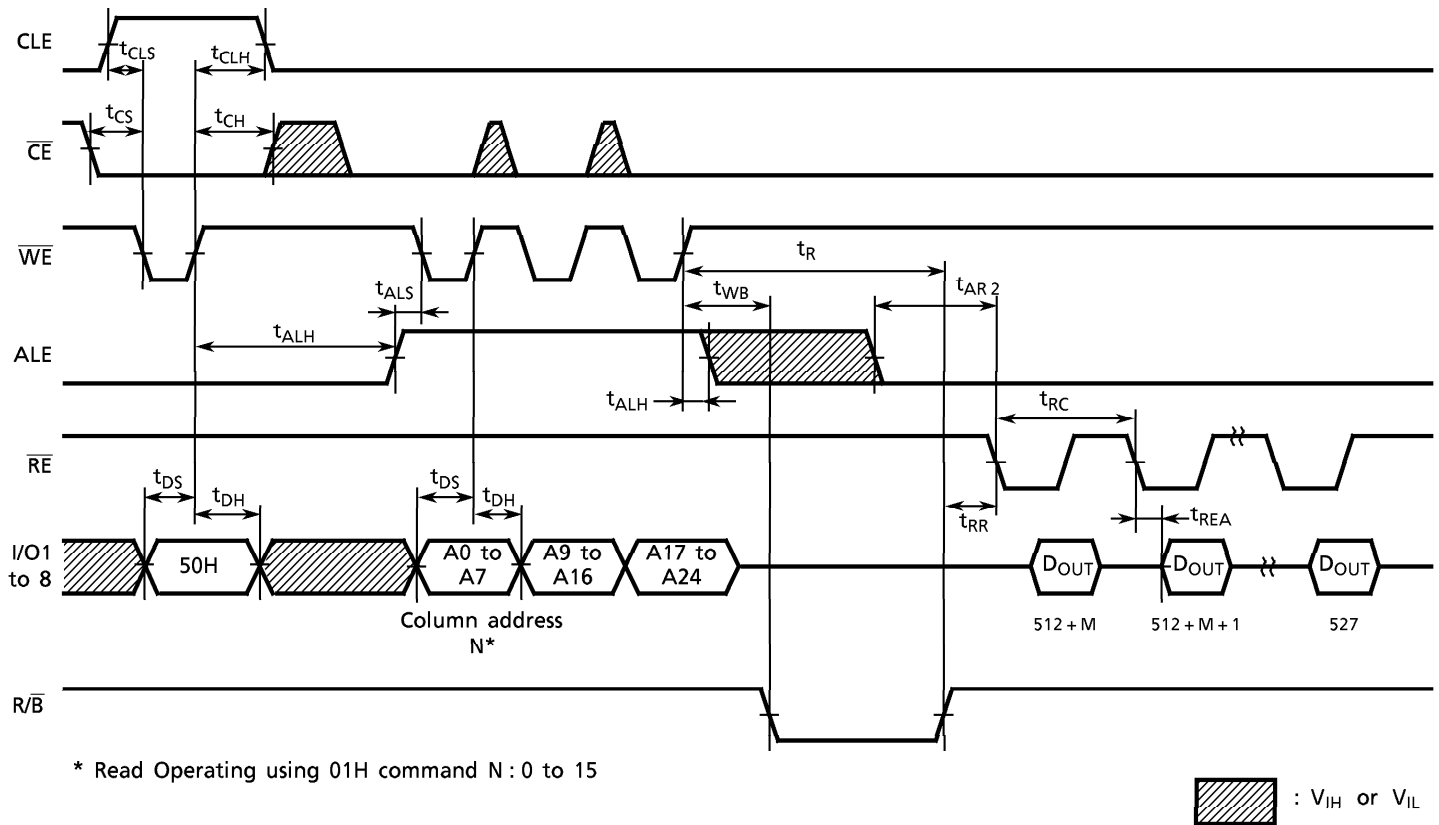 CLE
tCLS
tCLH
tCS
tCH
CE
WE
tR
tALS
tWB
tAR 2
ALE
tALH
tALH
tRC
RE
tDS
tDH
tDS
tDH
tRR
tREA
I/O1
to 8
50H
A0 to
A7
A9 to
A16
A17 to
A24
DOUT
DOUT
DOUT
Column address
N*
512 + M
512 + M + 1
527
R/B
* Read Operating using 01H command N : 0 to 15
: VIH or VIL